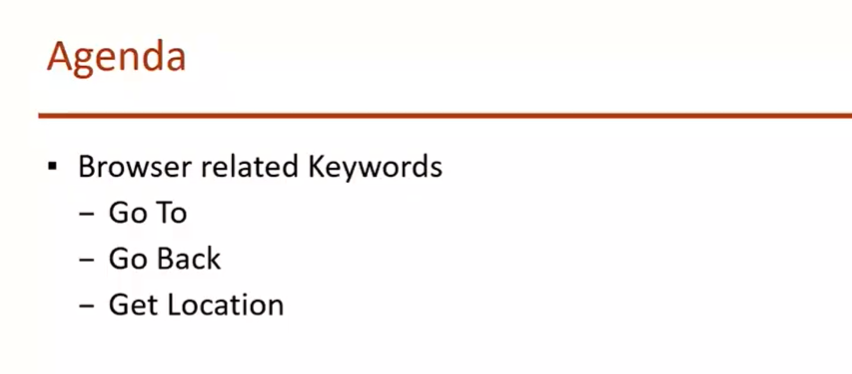 Agenda
▪ Browser related Keywords
– Go To
– Go Back
– Get Location